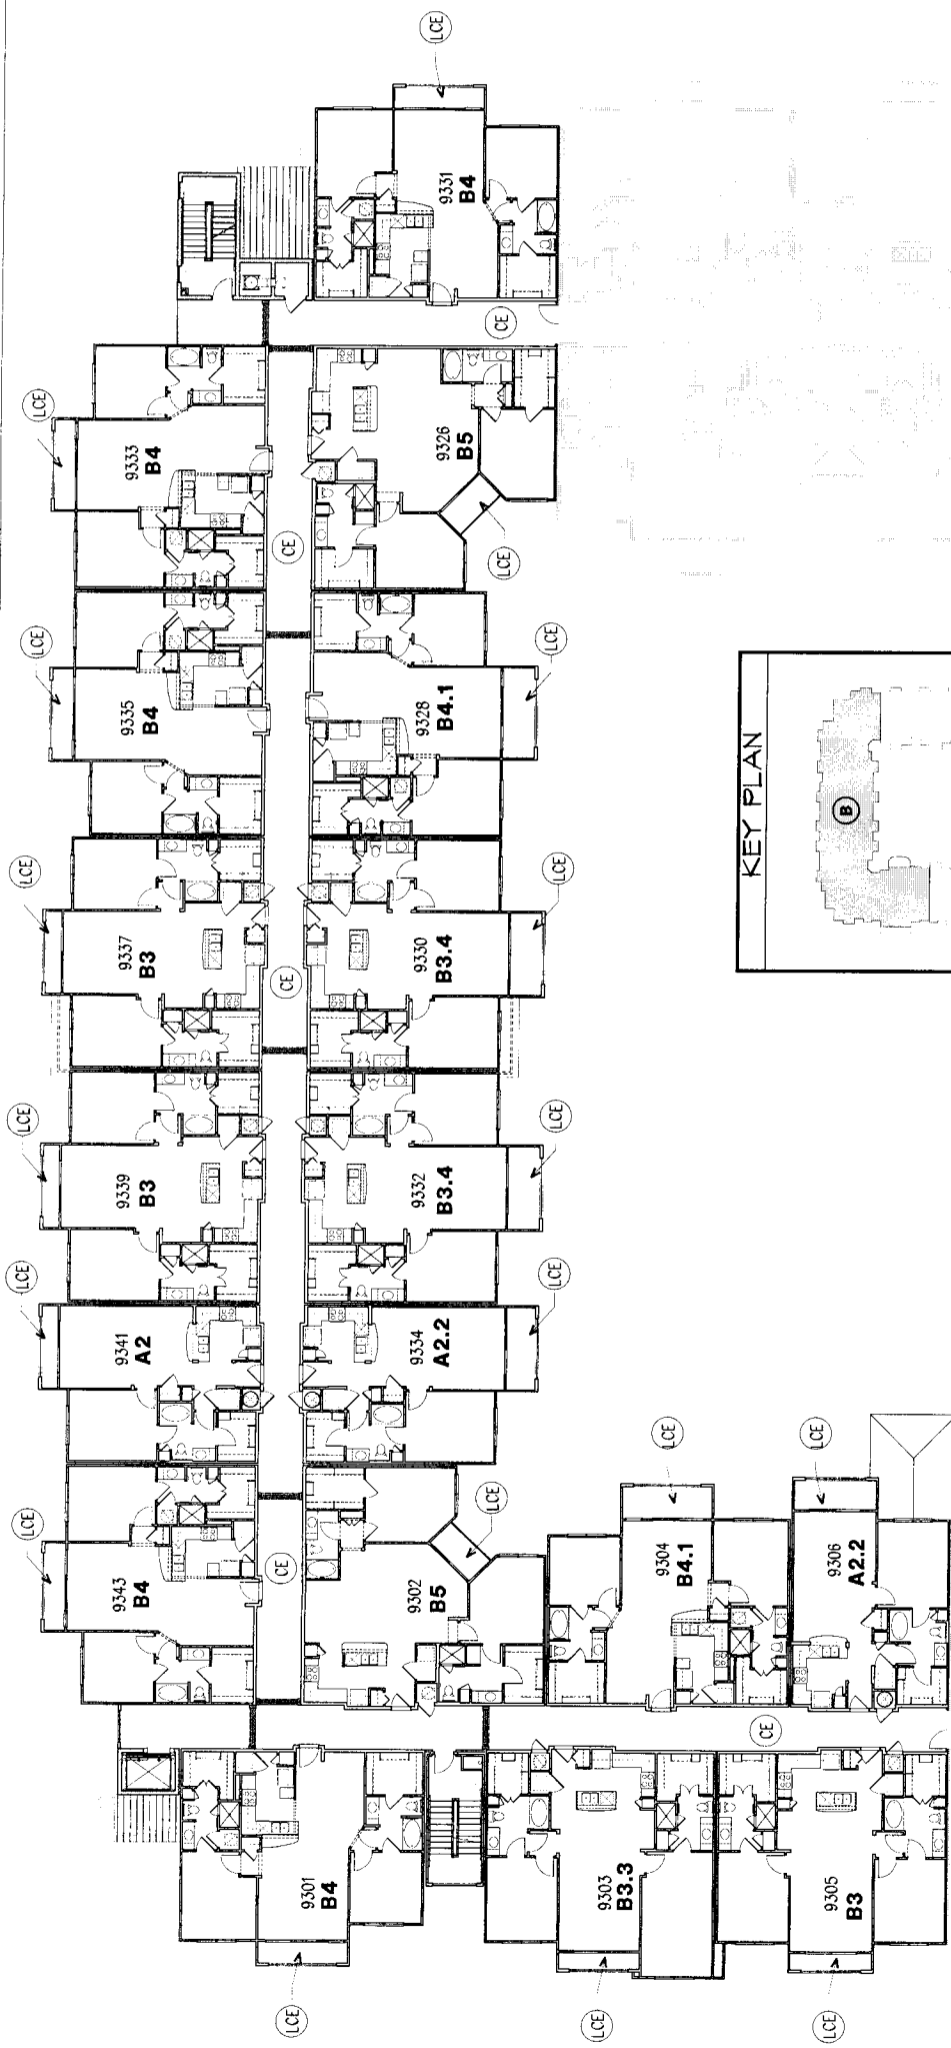 LCE
LCE
9331
B4
CE
LCE
9333
B4
9326
B5
CE
LCE
LCE
9335
B4
9328
B4.1
LCE
LCE
9337
B3
9330
B3.4
LCE
CE
LCE
9339
B3
9332
B3.4
LCE
LCE
9341
A2
9334
A2.2
LCE
LCE
9343
B4
CE
9302
B5
LCE
9304
B4.1
LCE
9306
A2.2
LCE
CE
9301
B4
LCE
9303
B3.3
LCE
9305
B3
LCE
KEY PLAN
B